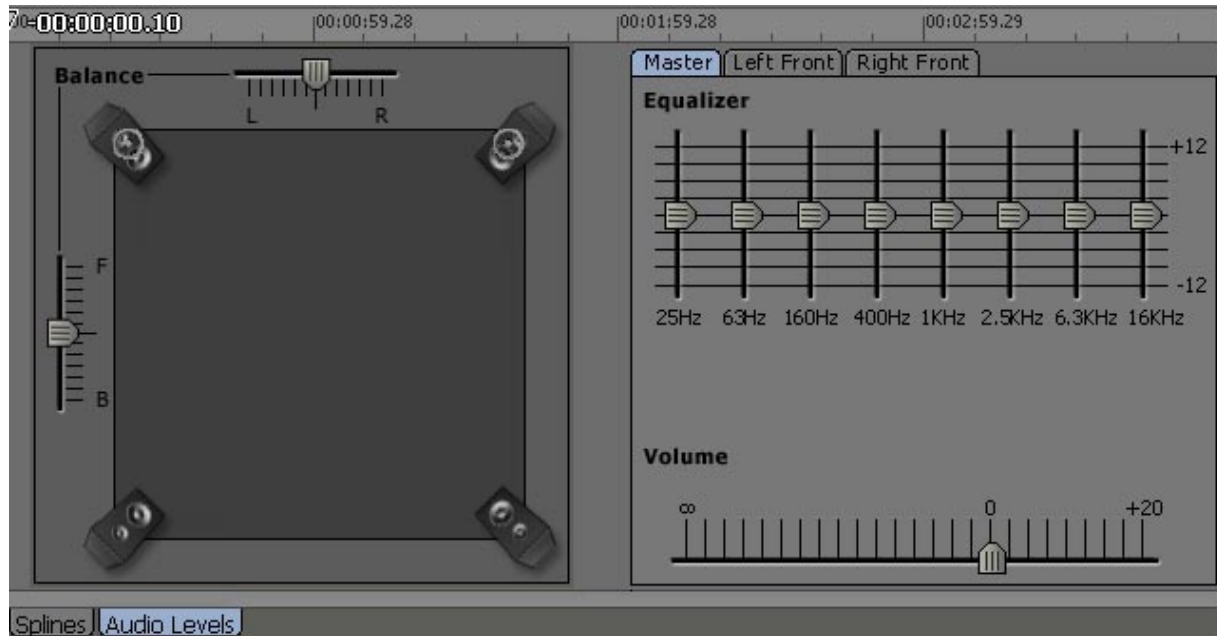 -00:00:00.10 00:00:59.28 00:01:59.28 00:02:59.29
Balance
L R
F
B
Master Left Front Right Front
Equalizer
+12
-12
25Hz 63Hz 160Hz 400Hz 1KHz 2.5KHz 6.3KHz 16KHz
Volume
∞ 0 +20
Splines Audio Levels